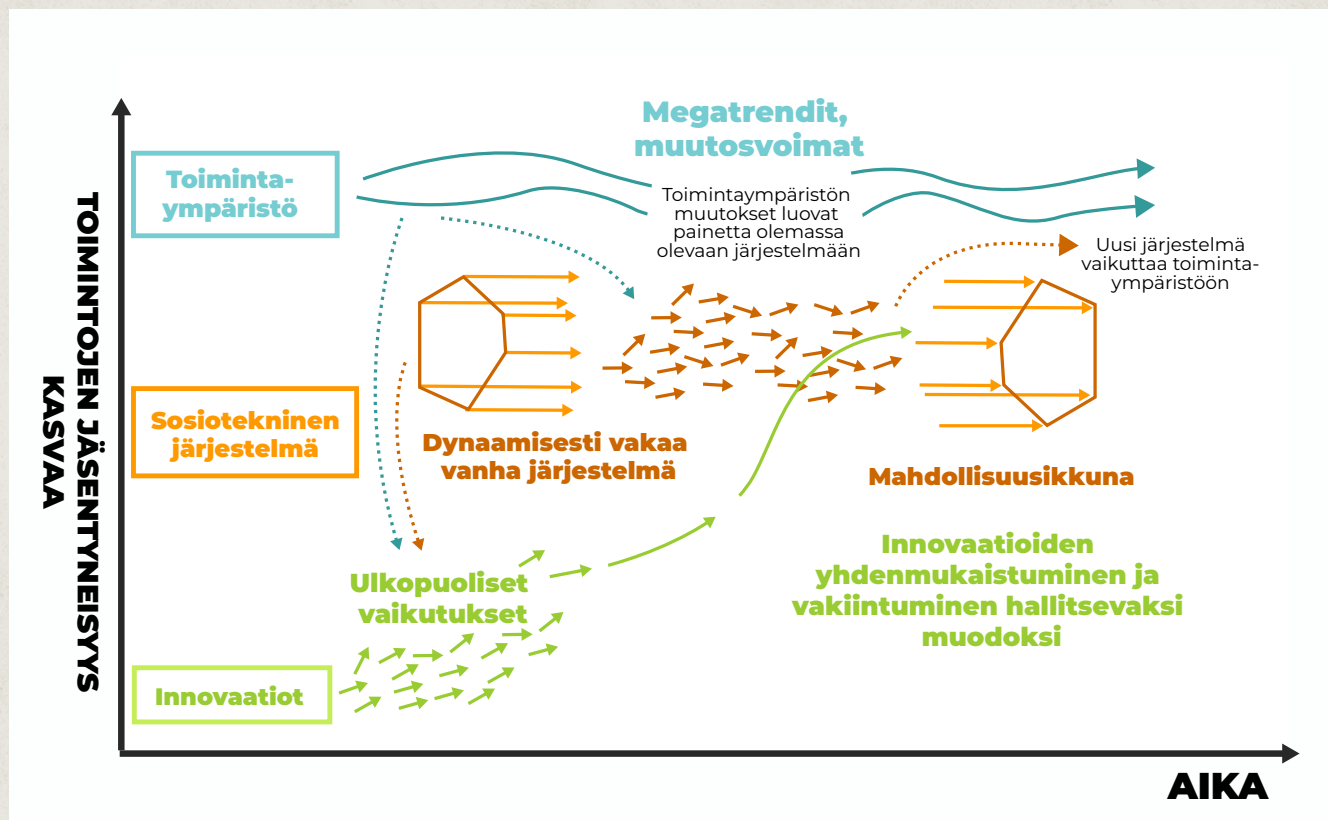 TOIMINTOJEN JÄSENTYNEISYYS
KASVAA
Toiminta-
ympäristö
Megatrendit,
muutosvoimat
Toimintaympäristön
muutokset luovat
painetta olemassa
olevaan järjestelmään
Uusi järjestelmä
vaikuttaa toiminta-
ympäristöön
Sosiotekninen
järjestelmä
Dynaamisesti vakaa
vanha järjestelmä
Mahdollisuusikkuna
Ulkopuoliset
vaikutukset
Innovaatioiden
yhdenmukaistuminen ja
vakiintuminen hallitsevaksi
muodoksi
Innovaatiot
AIKA